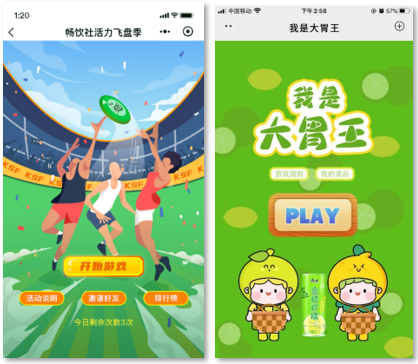 1:20
畅饮社活力飞盘季
KSF KSF KSF KSF
开始游戏
活动说明
邀请好友
排行榜
今日剩余次数3次
中国移动
下午2:58
57%
我是大胃王
我是
大胃王
游戏规则
我的奖品
PLAY